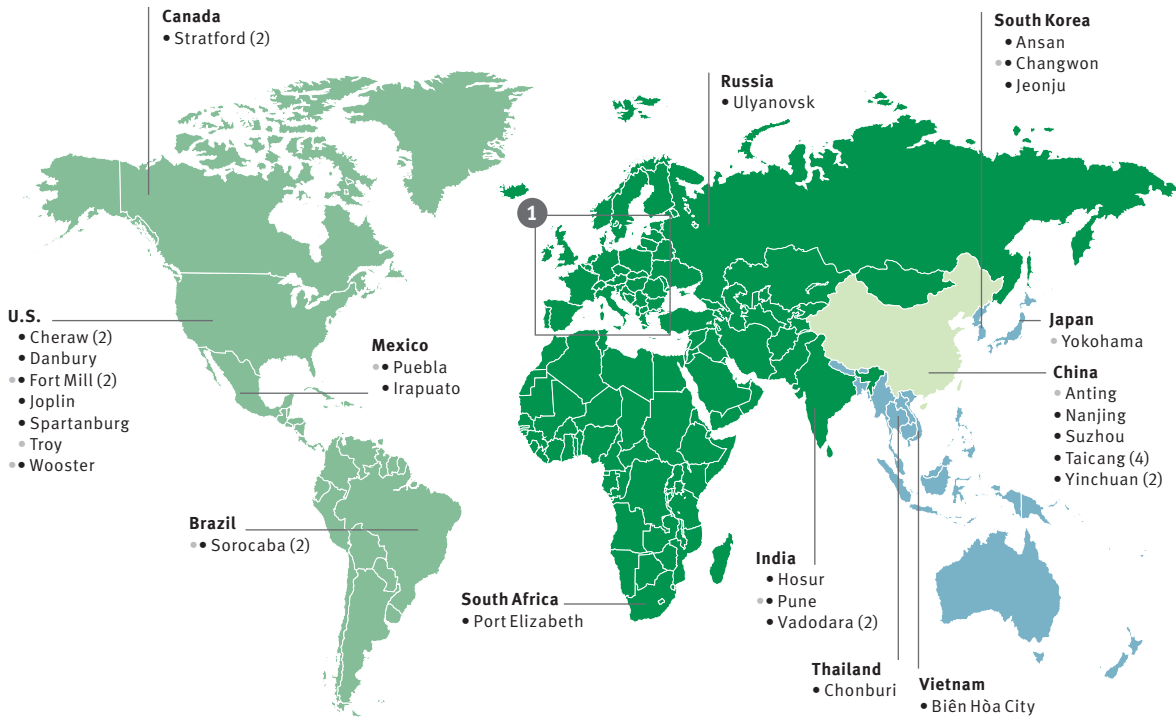 Canada
• Stratford (2)
South Korea
• Ansan
•• Changwon
• Jeonju
Russia
• Ulyanovsk
1
U.S.
• Cheraw (2)
• Danbury
•• Fort Mill (2)
• Joplin
• Spartanburg
• Troy
•• Wooster
Mexico
•• Puebla
• Irapuato
Japan
• Yokohama
China
• Anting
• Nanjing
• Suzhou
• Taicang (4)
• Yinchuan (2)
Brazil
•• Sorocaba (2)
South Africa
• Port Elizabeth
India
• Hosur
•• Pune
• Vadodara (2)
Thailand
• Chonburi
Vietnam
• Biên Hòa City